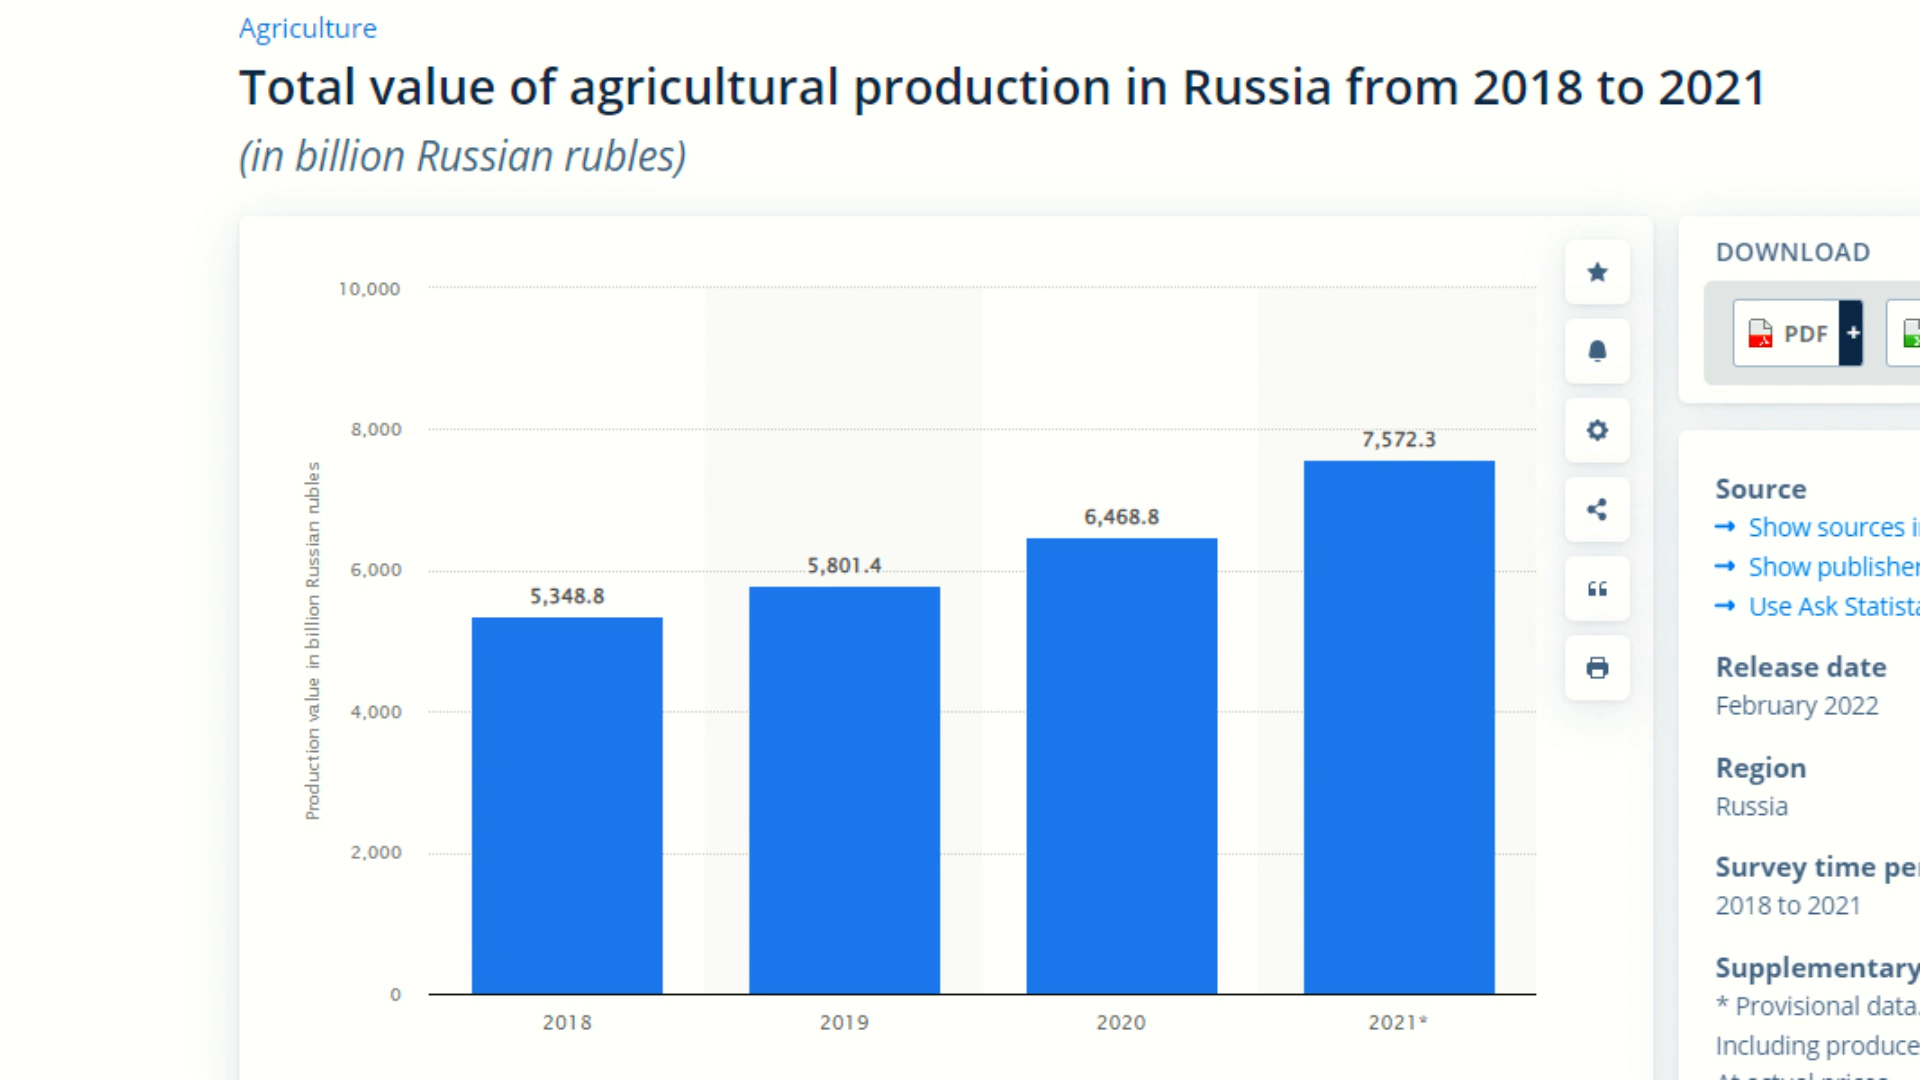 Agriculture
Total value of agricultural production in Russia from 2018 to 2021
(in billion Russian rubles)
10,000
8,000
6,000
4,000
2,000
0
Production value in billion Russian rubles
5,348.8
5,801.4
6,468.8
7,572.3
2018
2019
2020
2021*
DOWNLOAD
PDF +
Source
→ Show sources
→ Show publisher
→ Use Ask Statista
Release date
February 2022
Region
Russia
Survey time
2018 to 2021
Supplementary
* Provisional data.
Including